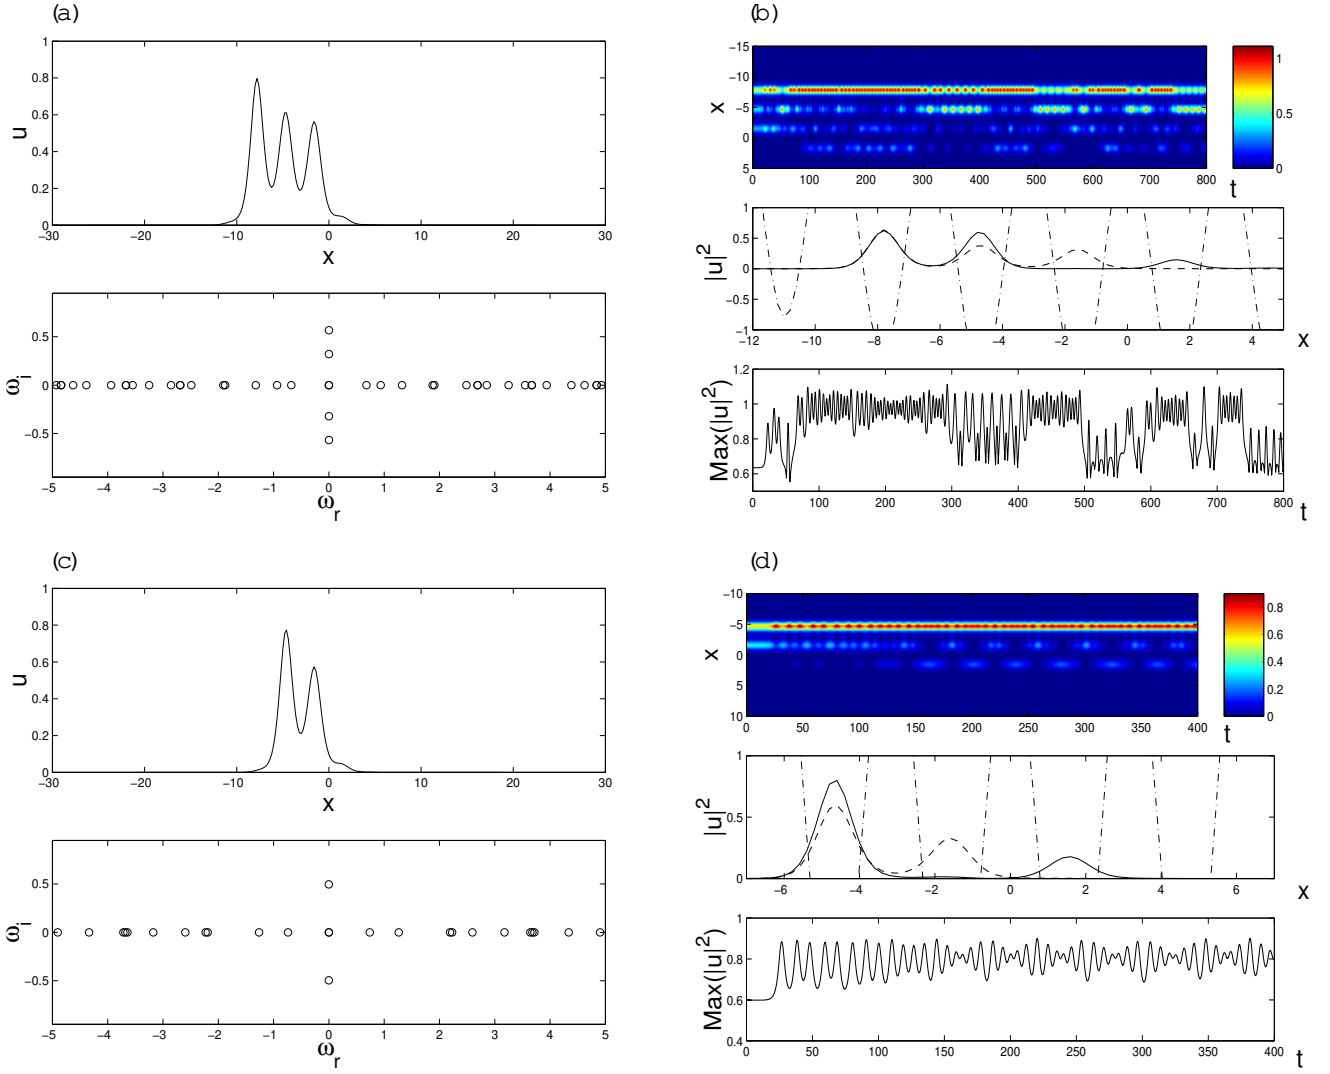 (a)
1
0.8
0.6
0.4
0.2
0
u
−30 −20 −10 0 10 20 30
x
0.5
0
−0.5
ω_i
−5 −4 −3 −2 −1 0 1 2 3 4 5
ω_r
(b)
−15
−10
−5
0
5
x
0 100 200 300 400 500 600 700 800
t
1
0.5
0
1
0.5
0
−0.5
−1
|u|^2
−12 −10 −8 −6 −4 −2 0 2 4
x
1.2
1
0.8
0.6
Max(|u|^2)
0 100 200 300 400 500 600 700 800
t
(c)
1
0.8
0.6
0.4
0.2
0
u
−30 −20 −10 0 10 20 30
x
0.5
0
−0.5
ω_i
−5 −4 −3 −2 −1 0 1 2 3 4 5
ω_r
(d)
−10
−5
0
5
10
x
0 50 100 150 200 250 300 350 400
t
0.8
0.6
0.4
0.2
0
1
0.5
0
|u|^2
−6 −4 −2 0 2 4 6
x
1
0.8
0.6
0.4
Max(|u|^2)
0 50 100 150 200 250 300 350 400
t